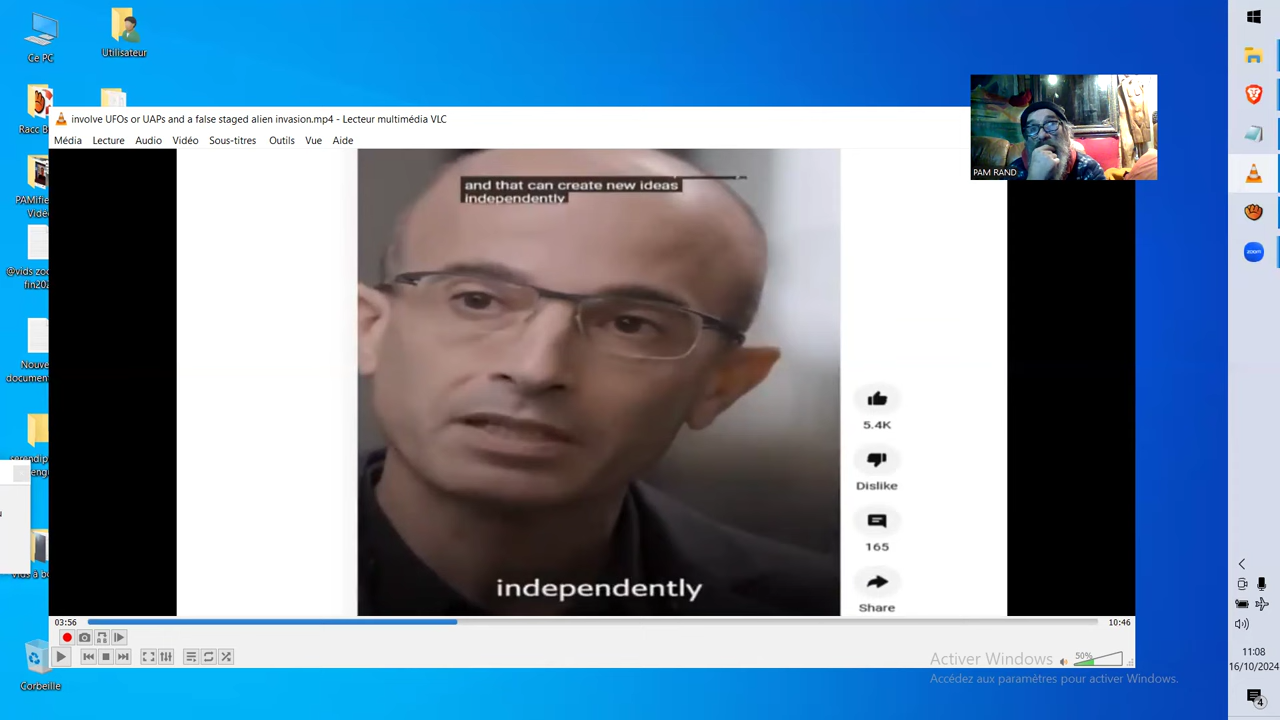 Ce PC
Utilisateur
Racc B
involve UFOs or UAPs and a false staged alien invasion.mp4 - Lecteur multimédia VLC
Média Lecture Audio Vidéo Sous-titres Outils Vue Aide
PAM RAND
and that can create new ideas
independently
PAMifie
Vidé
@vids zoo
fin202
Nouve
documen
5.4K
Dislike
165
Share
independently
03:56
10:46
50%
Activer Windows
Accédez aux paramètres pour activer Windows.
Corbeille
zoom
11:08
16/10/2024
4